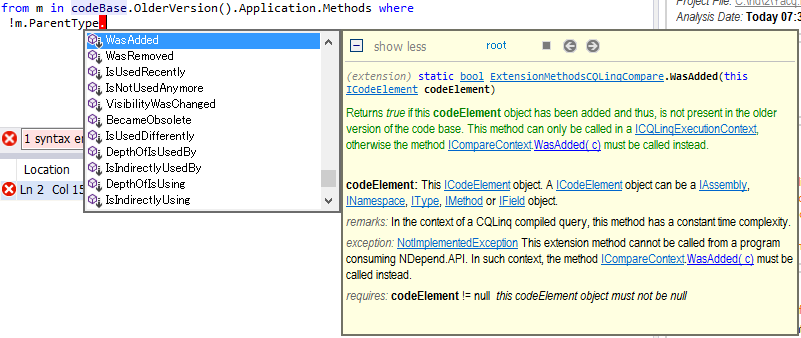 from m in codeBase.OlderVersion().Application.Methods where
!m.ParentType.
Project File: C:\
Analysis Date: Today 07:3
WasAdded
WasRemoved
IsUsedRecently
IsNotUsedAnymore
VisibilityWasChanged
BecameObsolete
IsUsedDifferently
DepthOfIsUsedBy
IsIndirectlyUsedBy
DepthOfIsUsing
IsIndirectlyUsing
1 syntax er
Location
Ln 2 Col 15
show less root
(extension) static bool ExtensionMethodsCQLinqCompare.WasAdded(this
ICodeElement codeElement)
Returns true if this codeElement object has been added and thus, is not present in the older
version of the code base. This method can only be called in a ICQLinqExecutionContext,
otherwise the method ICompareContext.WasAdded( c) must be called instead.
codeElement: This ICodeElement object. A ICodeElement object can be a IAssembly,
INamespace, IType, IMethod or IField object.
remarks: In the context of a CQLinq compiled query, this method has a constant time complexity.
exception: NotImplementedException This extension method cannot be called from a program
consuming NDepend.API. In such context, the method ICompareContext.WasAdded( c) must be
called instead.
requires: codeElement != null this codeElement object must not be null